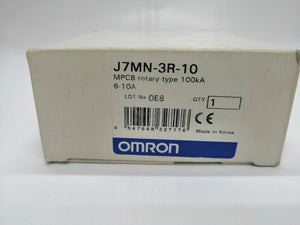 J7MN-3R-10
MPCB rotary type 100kA
6-10A
LOT No 0E8 QTY. 1
4 547648 327176
Made in Korea
CE
OMRON